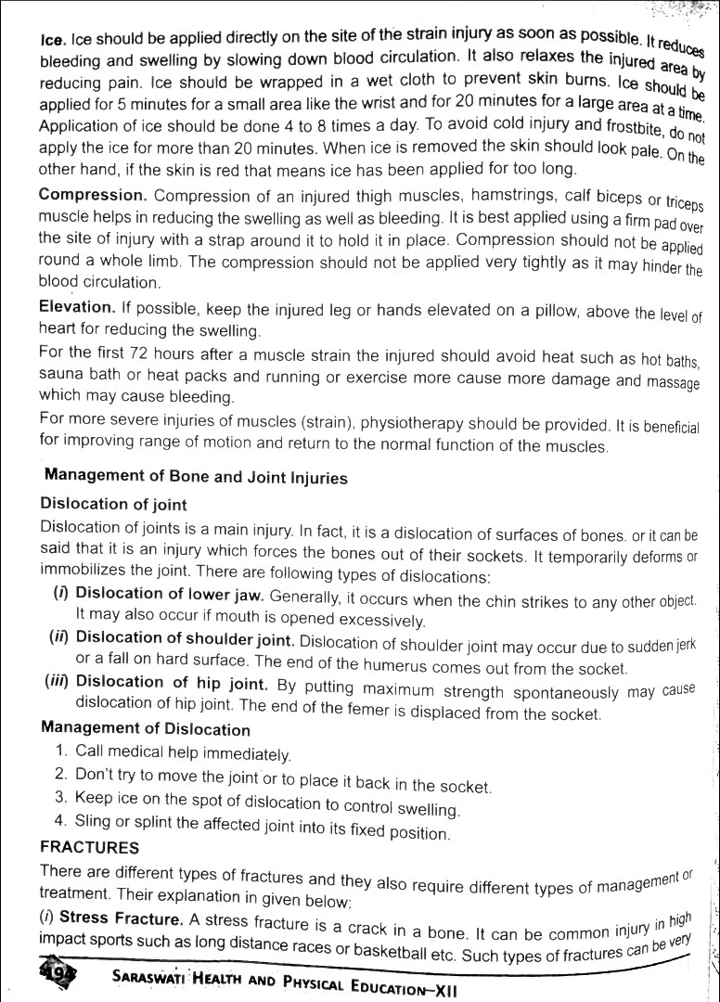 Ice. Ice should be applied directly on the site of the strain injury as soon as possible. It reduces
bleeding and swelling by slowing down blood circulation. It also relaxes the injured area by
reducing pain. Ice should be wrapped in a wet cloth to prevent skin burns. Ice should be
applied for 5 minutes for a small area like the wrist and for 20 minutes for a large area at a time.
Application of ice should be done 4 to 8 times a day. To avoid cold injury and frostbite, do not
apply the ice for more than 20 minutes. When ice is removed the skin should look pale. On the
other hand, if the skin is red that means ice has been applied for too long.
Compression. Compression of an injured thigh muscles, hamstrings, calf biceps or triceps
muscle helps in reducing the swelling as well as bleeding. It is best applied using a firm pad over
the site of injury with a strap around it to hold it in place. Compression should not be applied
round a whole limb. The compression should not be applied very tightly as it may hinder the
blood circulation.
Elevation. If possible, keep the injured leg or hands elevated on a pillow, above the level of
heart for reducing the swelling.
For the first 72 hours after a muscle strain the injured should avoid heat such as hot baths,
sauna bath or heat packs and running or exercise more cause more damage and massage
which may cause bleeding.
For more severe injuries of muscles (strain), physiotherapy should be provided. It is beneficial
for improving range of motion and return to the normal function of the muscles.
Management of Bone and Joint Injuries
Dislocation of joint
Dislocation of joints is a main injury. In fact, it is a dislocation of surfaces of bones. or it can be
said that it is an injury which forces the bones out of their sockets. It temporarily deforms or
immobilizes the joint. There are following types of dislocations:
(i) Dislocation of lower jaw. Generally, it occurs when the chin strikes to any other object.
It may also occur if mouth is opened excessively.
(ii) Dislocation of shoulder joint. Dislocation of shoulder joint may occur due to sudden jerk
or a fall on hard surface. The end of the humerus comes out from the socket.
(iii) Dislocation of hip joint. By putting maximum strength spontaneously may cause
dislocation of hip joint. The end of the femer is displaced from the socket.
Management of Dislocation
1. Call medical help immediately.
2. Don't try to move the joint or to place it back in the socket.
3. Keep ice on the spot of dislocation to control swelling.
4. Sling or splint the affected joint into its fixed position.
FRACTURES
There are different types of fractures and they also require different types of management or
treatment. Their explanation in given below:
(i) Stress Fracture. A stress fracture is a crack in a bone. It can be common injury in high
impact sports such as long distance races or basketball etc. Such types of fractures can be very
194 SARASWATI HEALTH AND PHYSICAL EDUCATION–XII